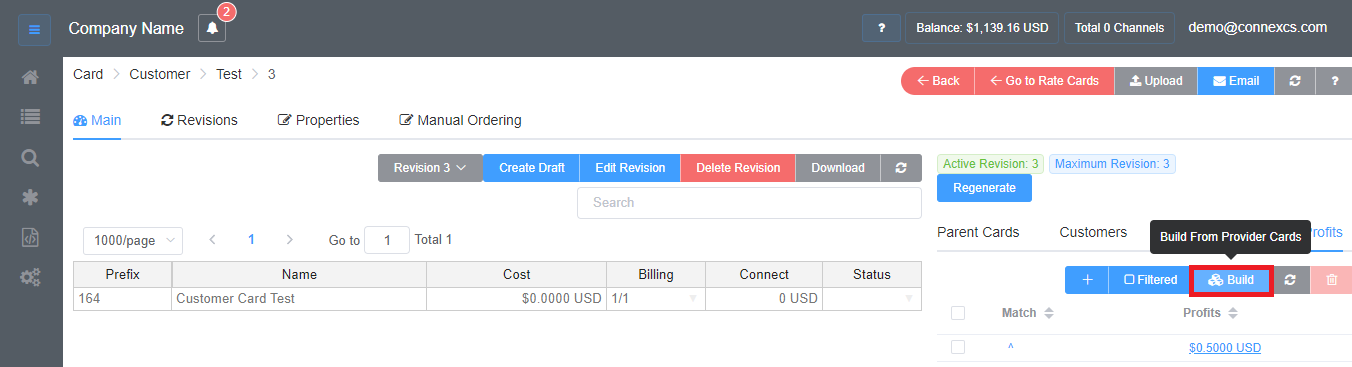 Company Name
2
?
Balance: $1,139.16 USD
Total 0 Channels
demo@connexcs.com
Card > Customer > Test > 3
Back
Go to Rate Cards
Upload
Email
?
Main
Revisions
Properties
Manual Ordering
Revision 3
Create Draft
Edit Revision
Delete Revision
Download
Search
1000/page
< 1 >
Go to 1
Total 1
Prefix Name Cost Billing Connect Status
164 Customer Card Test $0.0000 USD 1/1 0 USD
Active Revision: 3
Maximum Revision: 3
Regenerate
Build From Provider Cards
Parent Cards
Customers
rofits
+
Filtered
Build
Match Profits
^ $0.5000 USD